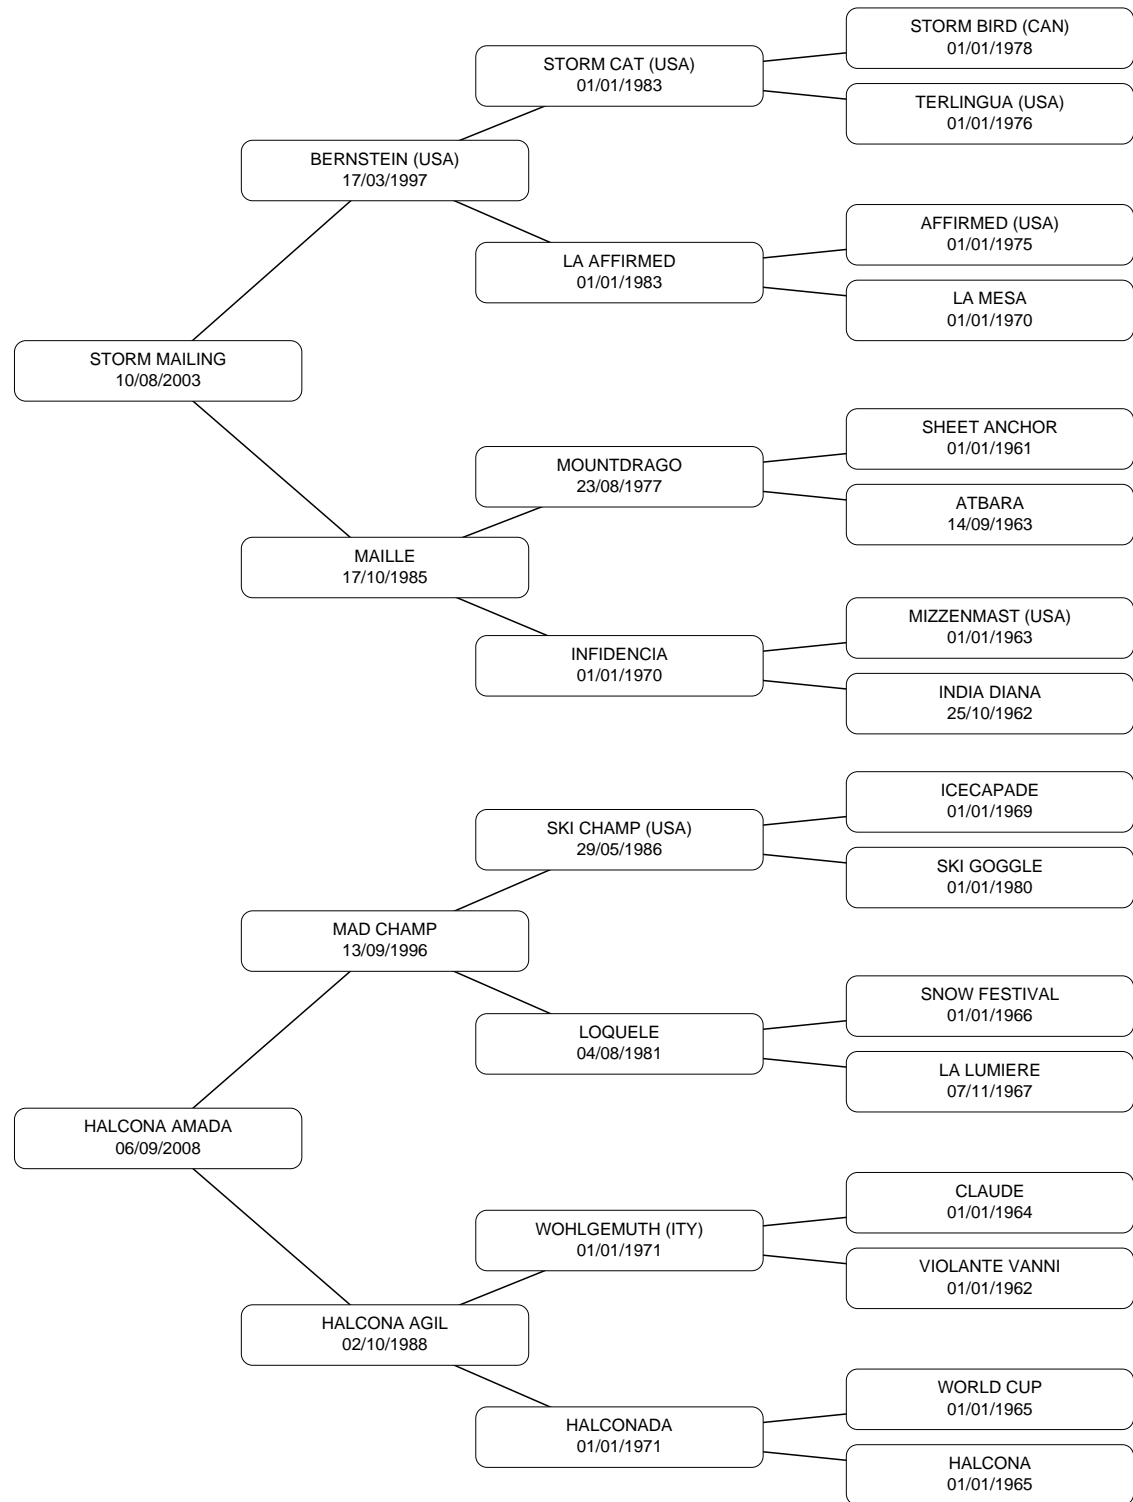 STORM BIRD (CAN)
01/01/1978
STORM CAT (USA)
01/01/1983
TERLINGUA (USA)
01/01/1976
BERNSTEIN (USA)
17/03/1997
AFFIRMED (USA)
01/01/1975
LA AFFIRMED
01/01/1983
LA MESA
01/01/1970
STORM MAILING
10/08/2003
SHEET ANCHOR
01/01/1961
MOUNTDRAGO
23/08/1977
ATBARA
14/09/1963
MAILLE
17/10/1985
MIZZENMAST (USA)
01/01/1963
INFIDENCIA
01/01/1970
INDIA DIANA
25/10/1962
ICECAPADE
01/01/1969
SKI CHAMP (USA)
29/05/1986
SKI GOGGLE
01/01/1980
MAD CHAMP
13/09/1996
SNOW FESTIVAL
01/01/1966
LOQUELE
04/08/1981
LA LUMIERE
07/11/1967
HALCONA AMADA
06/09/2008
CLAUDE
01/01/1964
WOHLGEMUTH (ITY)
01/01/1971
VIOLANTE VANNI
01/01/1962
HALCONA AGIL
02/10/1988
WORLD CUP
01/01/1965
HALCONADA
01/01/1971
HALCONA
01/01/1965